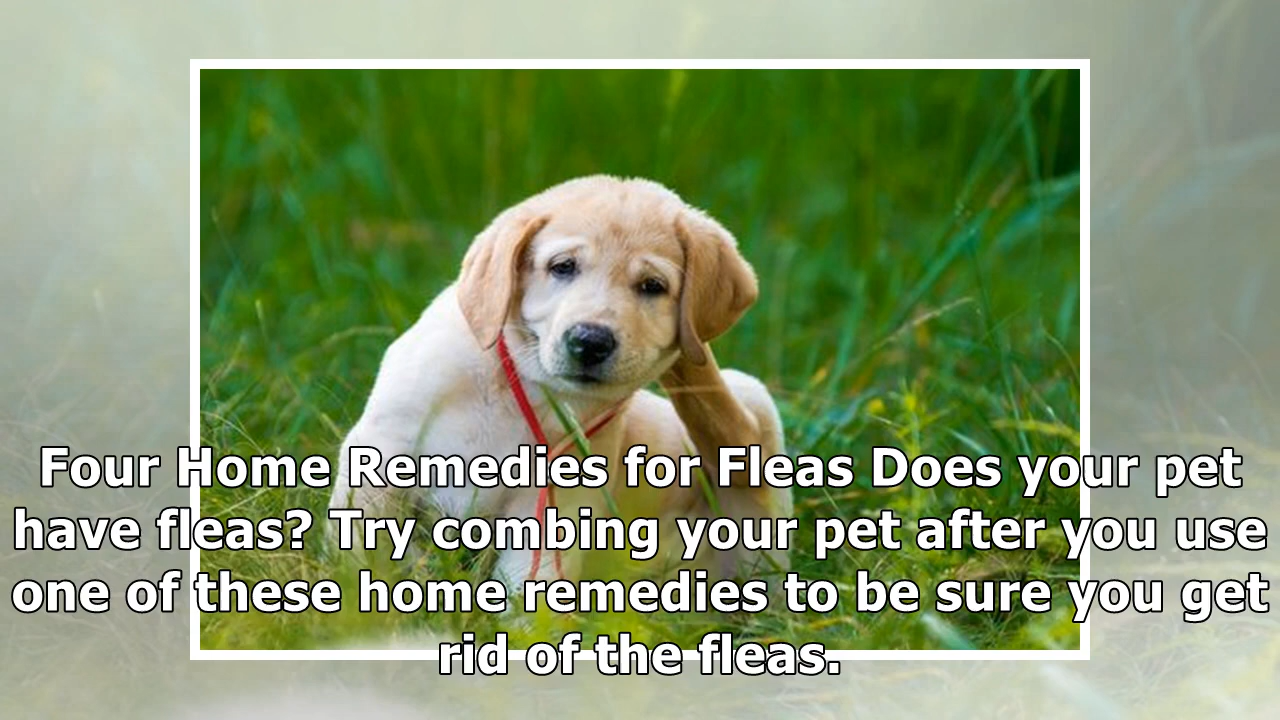 Four Home Remedies for Fleas Does your pet
have fleas? Try combing your pet after you use
one of these home remedies to be sure you get
rid of the fleas.